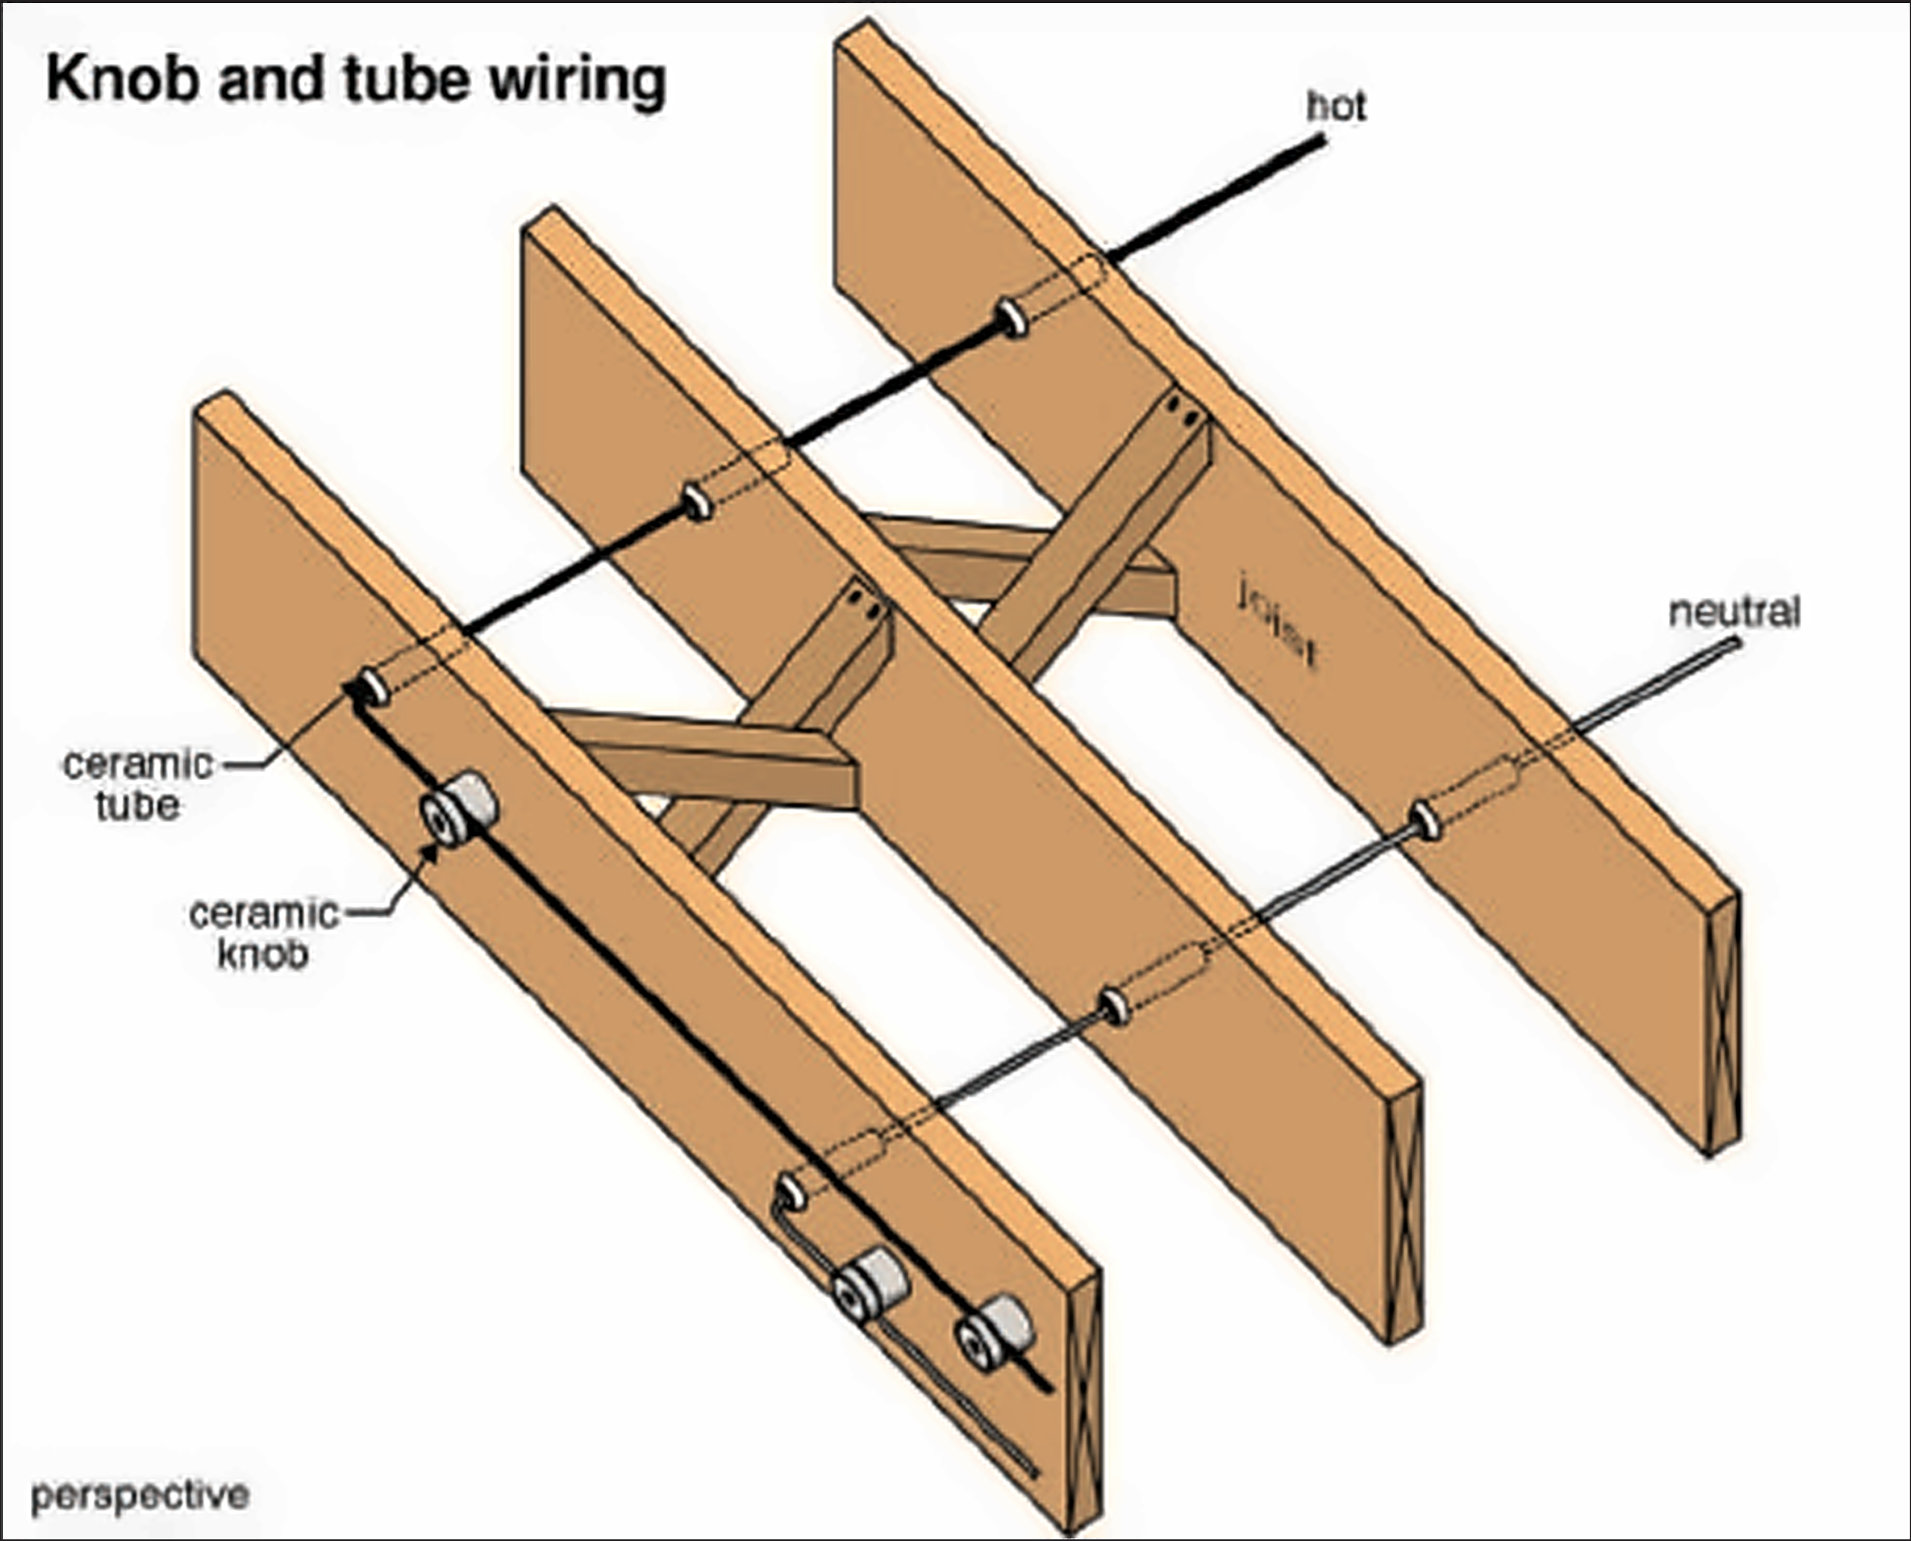 Knob and tube wiring
hot
joist
neutral
ceramic
tube
ceramic
knob
perspective